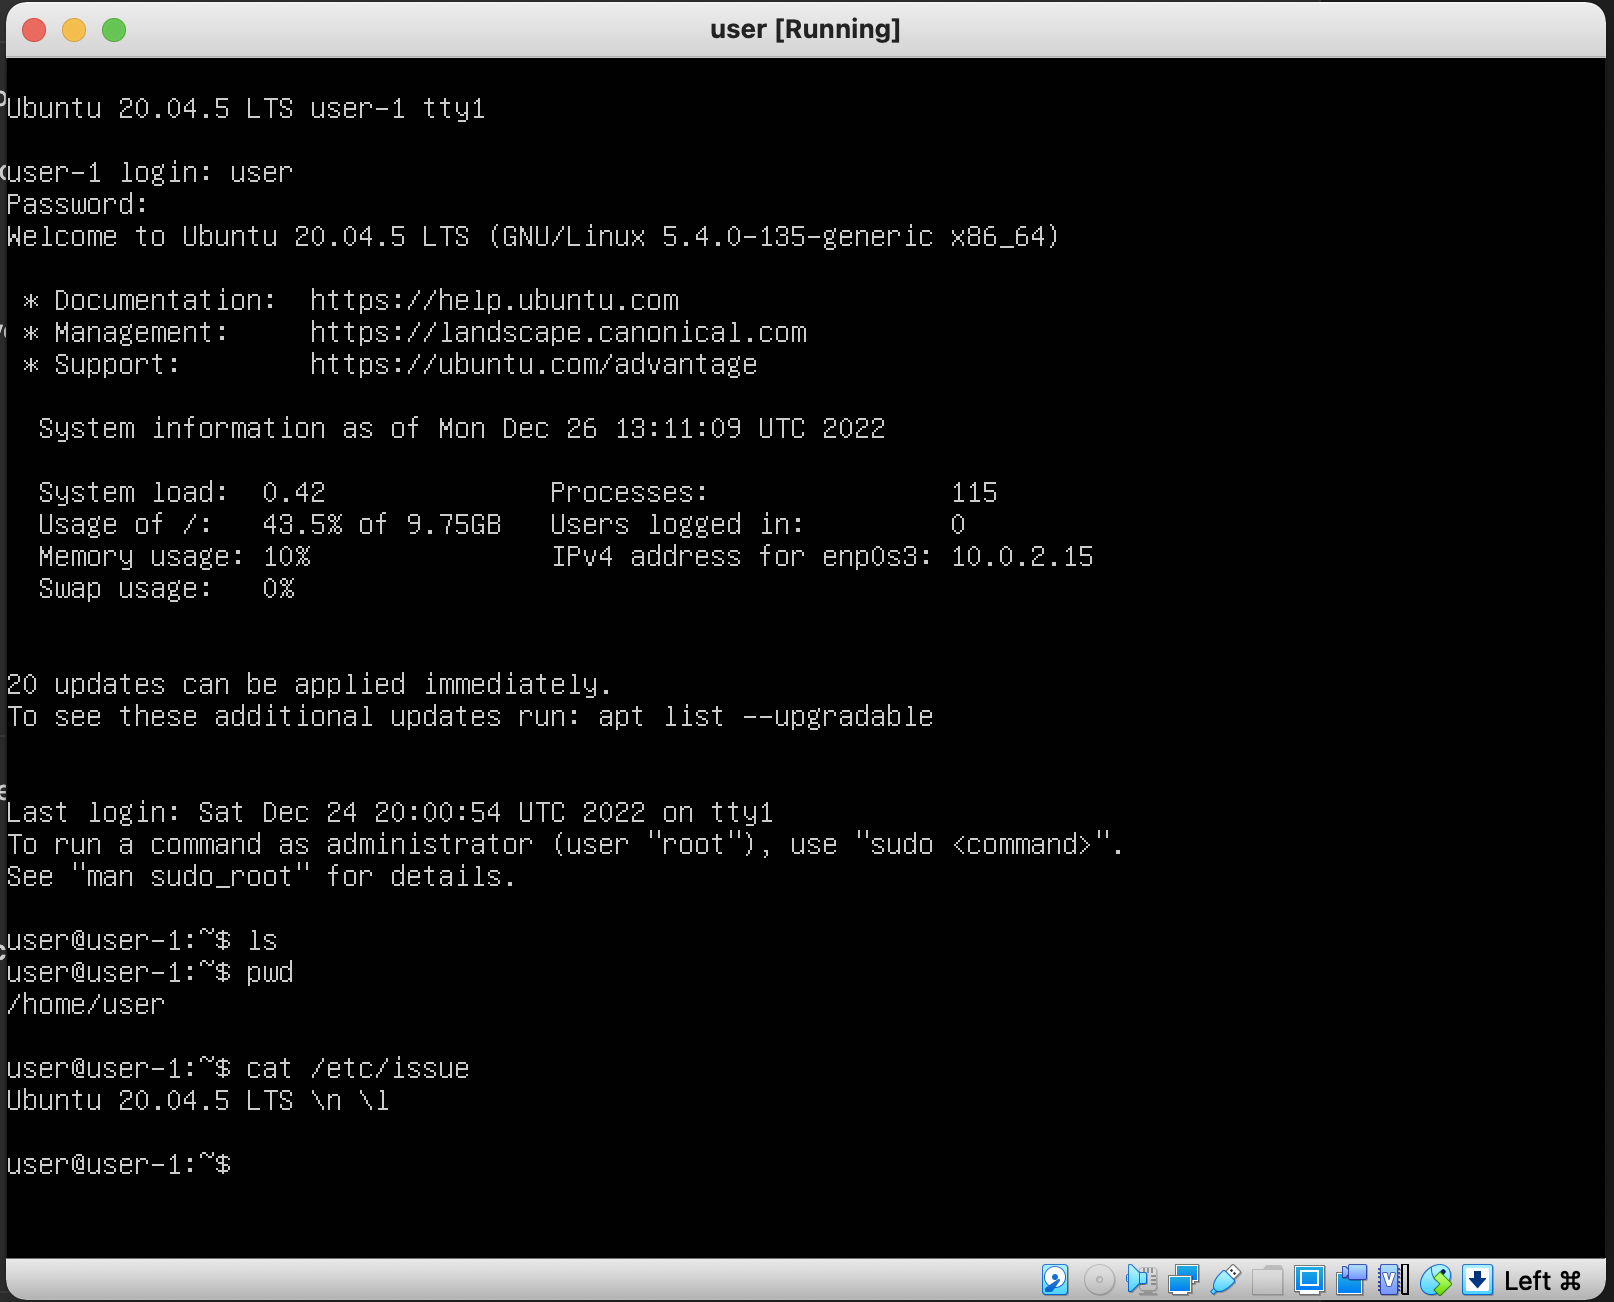 user [Running]
Ubuntu 20.04.5 LTS user-1 tty1
user-1 login: user
Password:
Welcome to Ubuntu 20.04.5 LTS (GNU/Linux 5.4.0-135-generic x86_64)
* Documentation:  https://help.ubuntu.com
* Management:     https://landscape.canonical.com
* Support:        https://ubuntu.com/advantage
System information as of Mon Dec 26 13:11:09 UTC 2022
System load:  0.42              Processes:               115
Usage of /:   43.5% of 9.75GB   Users logged in:         0
Memory usage: 10%               IPv4 address for enp0s3: 10.0.2.15
Swap usage:   0%
20 updates can be applied immediately.
To see these additional updates run: apt list --upgradable
Last login: Sat Dec 24 20:00:54 UTC 2022 on tty1
To run a command as administrator (user "root"), use "sudo <command>".
See "man sudo_root" for details.
user@user-1:~$ ls
user@user-1:~$ pwd
/home/user
user@user-1:~$ cat /etc/issue
Ubuntu 20.04.5 LTS \n \l
user@user-1:~$
Left ⌘